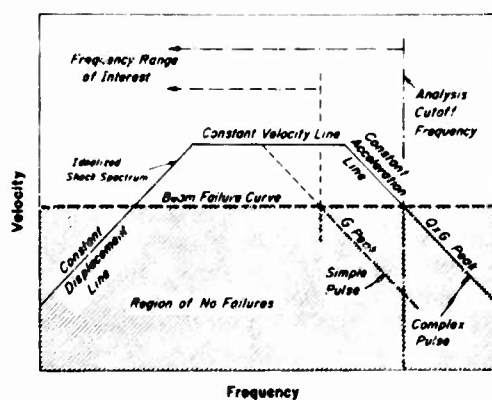 Frequency Range
of Interest
Analysis
Cutoff
Frequency
Constant Velocity Line
Constant
Acceleration
Line
Idealized
Shock Spectrum
Beam Failure Curve
Velocity
Constant
Displacement
Line
G Peak
QxG Peak
Simple
Pulse
Region of No Failures
Complex
Pulse
Frequency